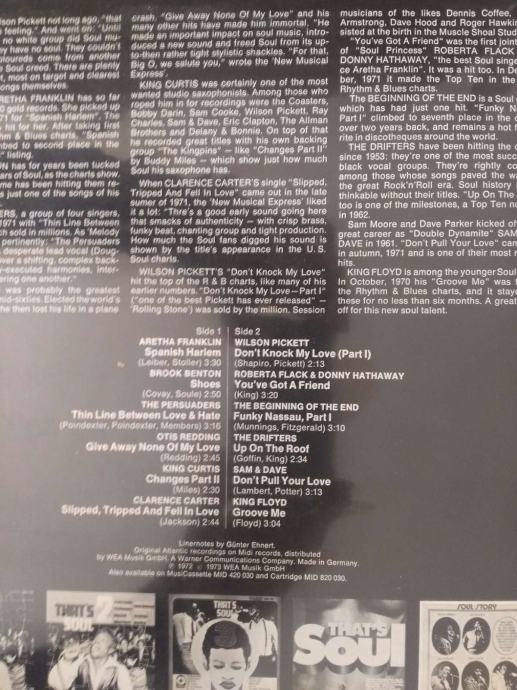 lson Pickett not long ago, "that
feeling." And went on: "Until
no white group did Soul mu-
y have no soul. They couldn't
oloureds come from another
e Soul creed. There are plenty
, most on target and clearest
ongs themselves.
RETHA FRANKLIN has so far
0 gold records. She picked up
71 for "Spanish Harlem". The
hit for her. After taking first
hm & Blues charts, "Spanish
mbed to second place in the
" listing.
ON has for years been tucked
ars of Soul, as the charts show.
me has been hitting them re-
s just one of the songs of his
ERS, a group of four singers,
1971 with "Thin Line Between
ch sold in millions. As 'Melody
pertinently: "The Persuaders
desperate lead vocal (Doug-
ver a shifting, complex back-
y-executed harmonies, inter-
ering one another."
was probably the greatest
mid-sixties. Elected the world's
he then lost his life in a plane
crash. "Give Away None Of My Love" and his
many other hits have made him immortal. "He
made an important impact on soul music, intro-
duced a new sound and freed Soul from its up-
to-then rather tight stylistic shackles. "For that,
Big O, we salute you," wrote the 'New Musical
Express'.
KING CURTIS was certainly one of the most
wanted studio saxophonists. Among those who
roped him in for recordings were the Coasters,
Bobby Darin, Sam Cooke, Wilson Pickett, Ray
Charles, Sam & Dave, Eric Clapton, The Allman
Brothers and Delany & Bonnie. On top of that
he recorded great titles with his own backing
group "The Kingpins" — like "Changes Part II"
by Buddy Miles — which show just how much
Soul his saxophone has.
When CLARENCE CARTER'S single "Slipped,
Tripped And Fell In Love" came out in the late
sumer of 1971, the 'New Musical Express' liked
it a lot: "There's a good early sound going here
that smacks of authenticity — with crisp brass,
funky beat, chanting group and tight production.
How much the Soul fans digged his sound is
shown by the title's appearance in the U.S.
Soul charts.
WILSON PICKETT'S "Don't Knock My Love"
hit the top of the R & B charts, like many of his
earlier numbers. "Don't Knock My Love—Part I"
("one of the best Pickett has ever released" —
'Rolling Stone') was sold by the million. Session
musicians of the likes Dennis Coffee,
Armstrong, Dave Hood and Roger Hawkin
sisted at the birth in the Muscle Shoal Stud
"You've Got A Friend" was the first joint
of "Soul Princess" ROBERTA FLACK
DONNY HATHAWAY, "the best Soul singe
ce Aretha Franklin". It was a hit too. In De
ber, 1971 it made the Top Ten in the
Rhythm & Blues charts.
The BEGINNING OF THE END is a Soul
which has had just one hit. "Funky N
Part I" climbed to seventh place in the c
over two years back, and remains a hot f
rite in discotheques around the world.
THE DRIFTERS have been hitting the c
since 1953: they're one of the most succ
black vocal groups. They're rightly co
among those songs whose paved the wa
the great Rock'n'Roll era. Soul history
thinkable without their titles. "Up On The
too is one of the milestones, a Top Ten nu
in 1962.
Sam Moore and Dave Parker kicked of
great career as "Double Dynamite" SAM
DAVE in 1961. "Don't Pull Your Love" can
in autumn, 1971 and is one of their most r
hits.
KING FLOYD is among the younger Soul
In October, 1970 his "Groove Me" was
the Rhythm & Blues charts, and it staye
these for no less than six months. A great
off for this new soul talent.
Side 1
ARETHA FRANKLIN
Spanish Harlem
(Leiber, Stoller) 3:30
BROOK BENTON
Shoes
(Covay, Soule) 2:50
THE PERSUADERS
Thin Line Between Love & Hate
(Poindexter, Poindexter, Members) 3:16
OTIS REDDING
Give Away None Of My Love
(Redding) 2:45
KING CURTIS
Changes Part II
(Miles) 2:30
CLARENCE CARTER
Slipped, Tripped And Fell In Love
(Jackson) 2:44
Side 2
WILSON PICKETT
Don't Knock My Love (Part I)
(Shapiro, Pickett) 2:13
ROBERTA FLACK & DONNY HATHAWAY
You've Got A Friend
(King) 3:20
THE BEGINNING OF THE END
Funky Nassau, Part I
(Munnings, Fitzgerald) 3:10
THE DRIFTERS
Up On The Roof
(Goffin, King) 2:34
SAM & DAVE
Don't Pull Your Love
(Lambert, Potter) 3:13
KING FLOYD
Groove Me
(Floyd) 3:04
Linernotes by Günter Ehnert.
Original Atlantic recordings on Midi records, distributed
by WEA Musik GmbH. A Warner Communications Company. Made in Germany.
℗ 1972 © 1973 WEA Musik GmbH
Also available on MusiCassette MID 420 030 and Cartridge MID 820 030.
THAT'S
SOUL
THAT'S
SOUL
THAT'S
Soul
SOUL STORY